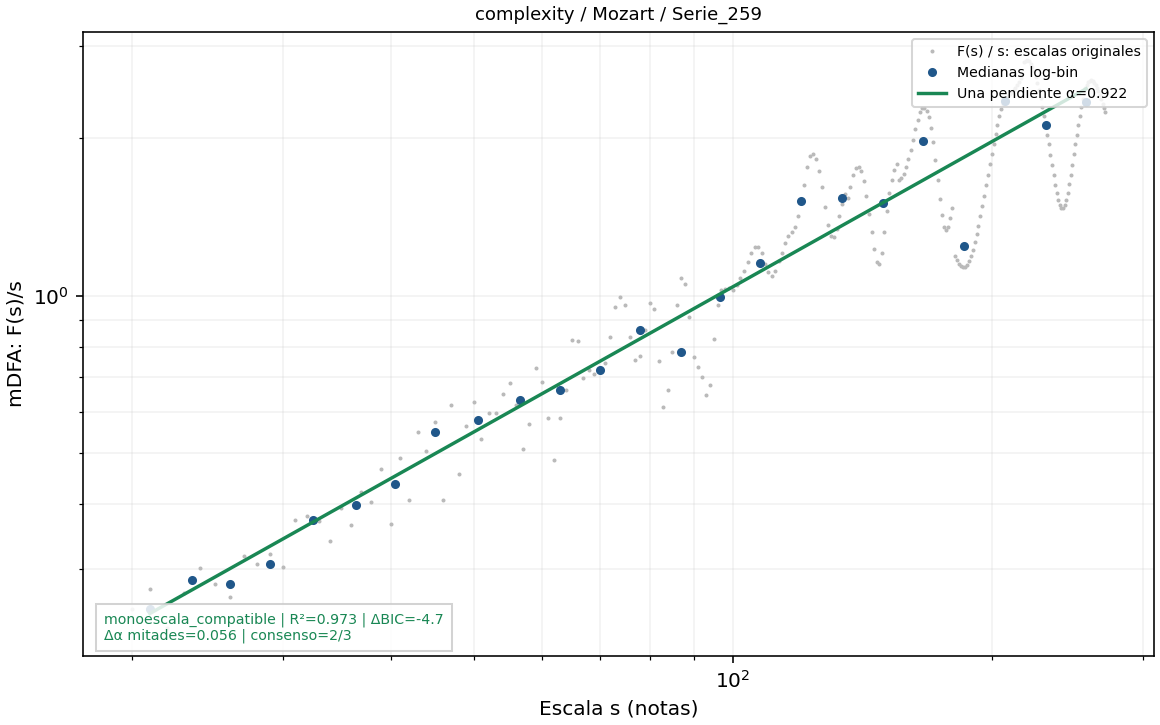 complexity / Mozart / Serie_259
F(s) / s: escalas originales
Medianas log-bin
Una pendiente α=0.922
mDFA: F(s)/s
10⁰
monoescala_compatible | R²=0.973 | ΔBIC=-4.7
Δα mitades=0.056 | consenso=2/3
10²
Escala s (notas)